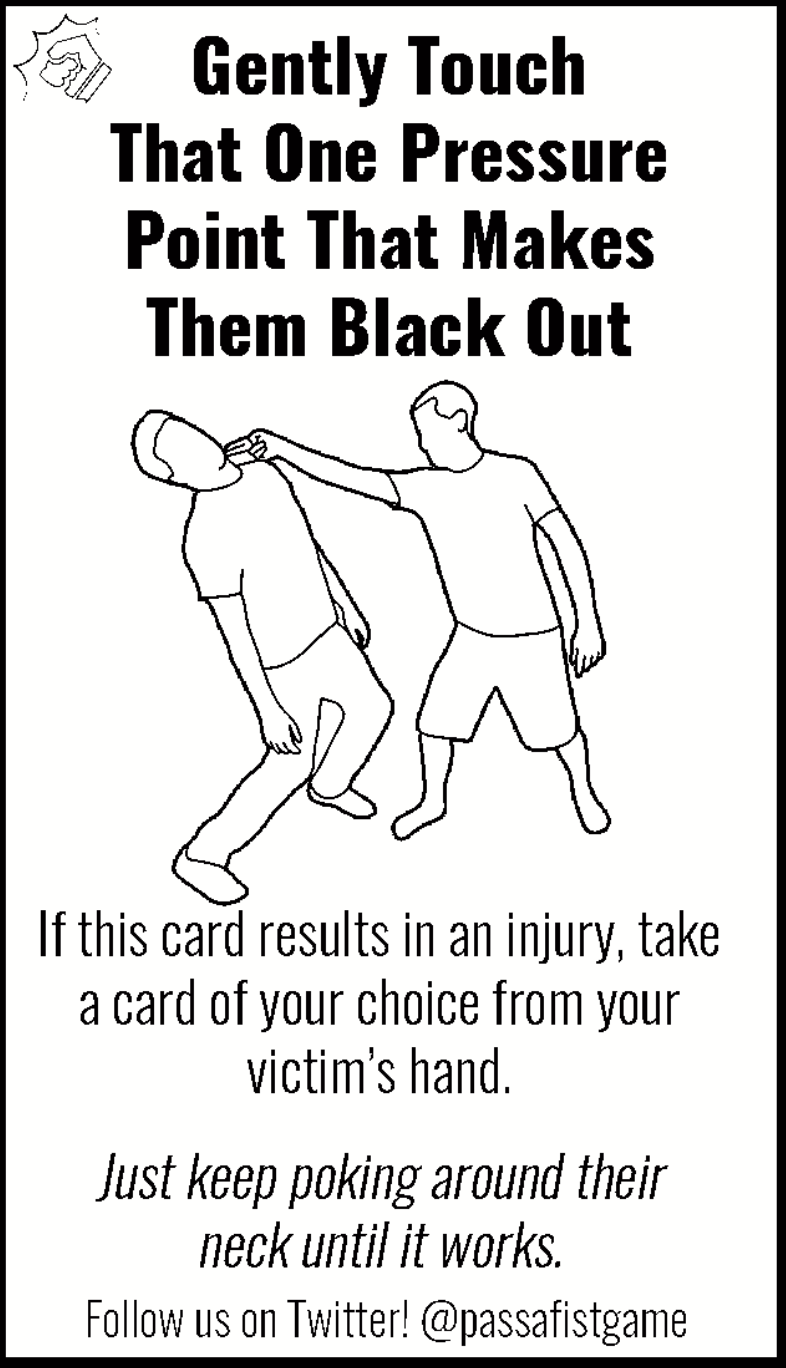 Gently Touch
That One Pressure
Point That Makes
Them Black Out
If this card results in an injury, take
a card of your choice from your
victim's hand.
Just keep poking around their
neck until it works.
Follow us on Twitter! @passafistgame